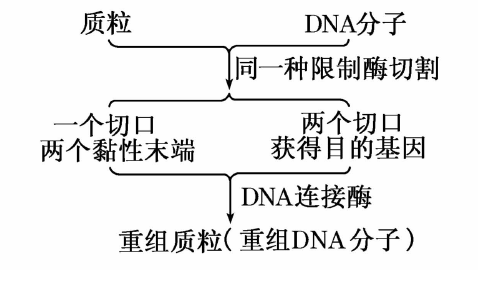 质粒 DNA分子
同一种限制酶切割
一个切口 两个切口
两个黏性末端 获得目的基因
DNA连接酶
重组质粒(重组DNA分子)